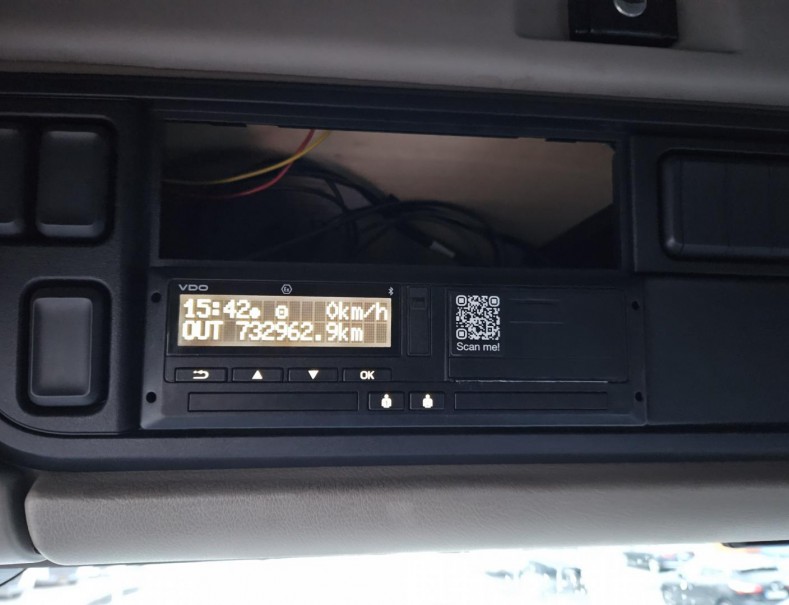 VDO
15:42 0km/h
OUT 732962.9km
Scan me!
OK